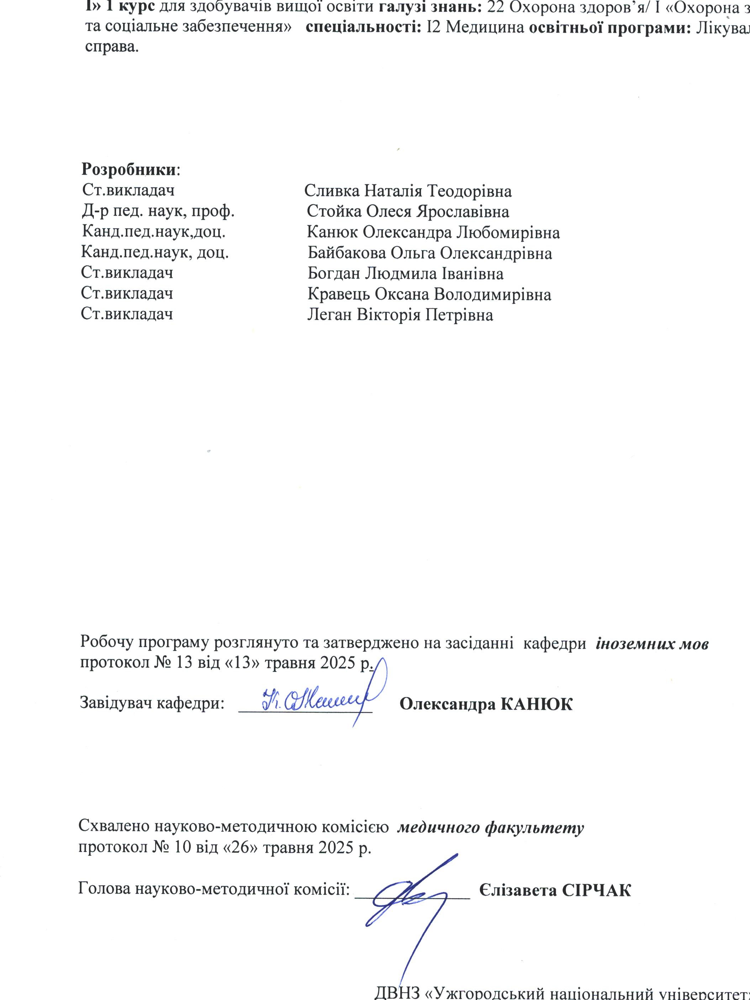 І» 1 курс для здобувачів вищої освіти галузі знань: 22 Охорона здоров’я/ І «Охорона з
та соціальне забезпечення» спеціальності: І2 Медицина освітньої програми: Лікувал
справа.
Розробники:
Ст.викладач Сливка Наталія Теодорівна
Д-р пед. наук, проф. Стойка Олеся Ярославівна
Канд.пед.наук,доц. Канюк Олександра Любомирівна
Канд.пед.наук, доц. Байбакова Ольга Олександрівна
Ст.викладач Богдан Людмила Іванівна
Ст.викладач Кравець Оксана Володимирівна
Ст.викладач Леган Вікторія Петрівна
Робочу програму розглянуто та затверджено на засіданні кафедри іноземних мов
протокол № 13 від «13» травня 2025 р.
Завідувач кафедри: Олександра КАНЮК
Схвалено науково-методичною комісією медичного факультету
протокол № 10 від «26» травня 2025 р.
Голова науково-методичної комісії: Єлізавета СІРЧАК
ДВНЗ «Ужгородський національний університет»